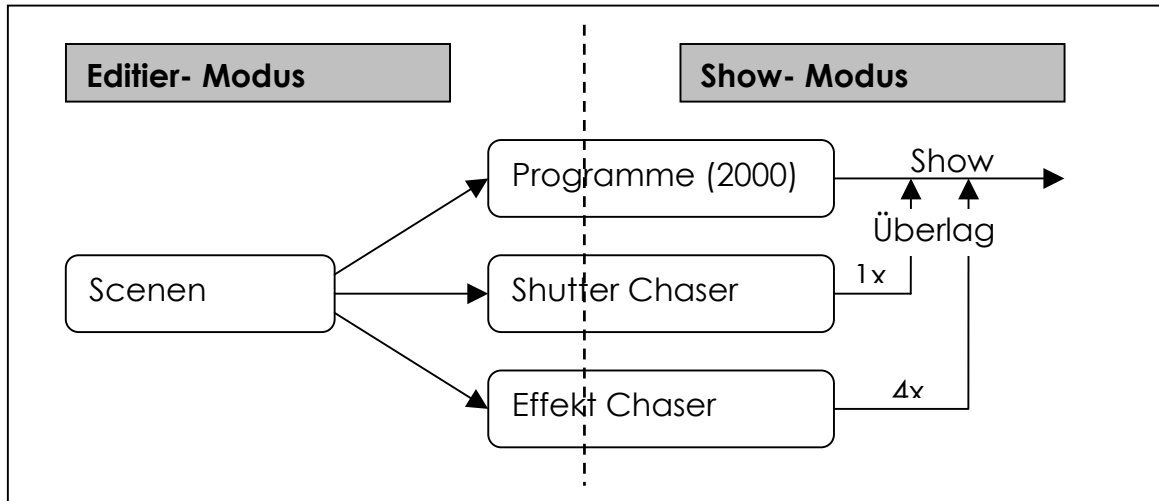 Editier- Modus
Show- Modus
Programme (2000)
Show
Überlag
Scenen
Shutter Chaser
1x
Effekt Chaser
4x